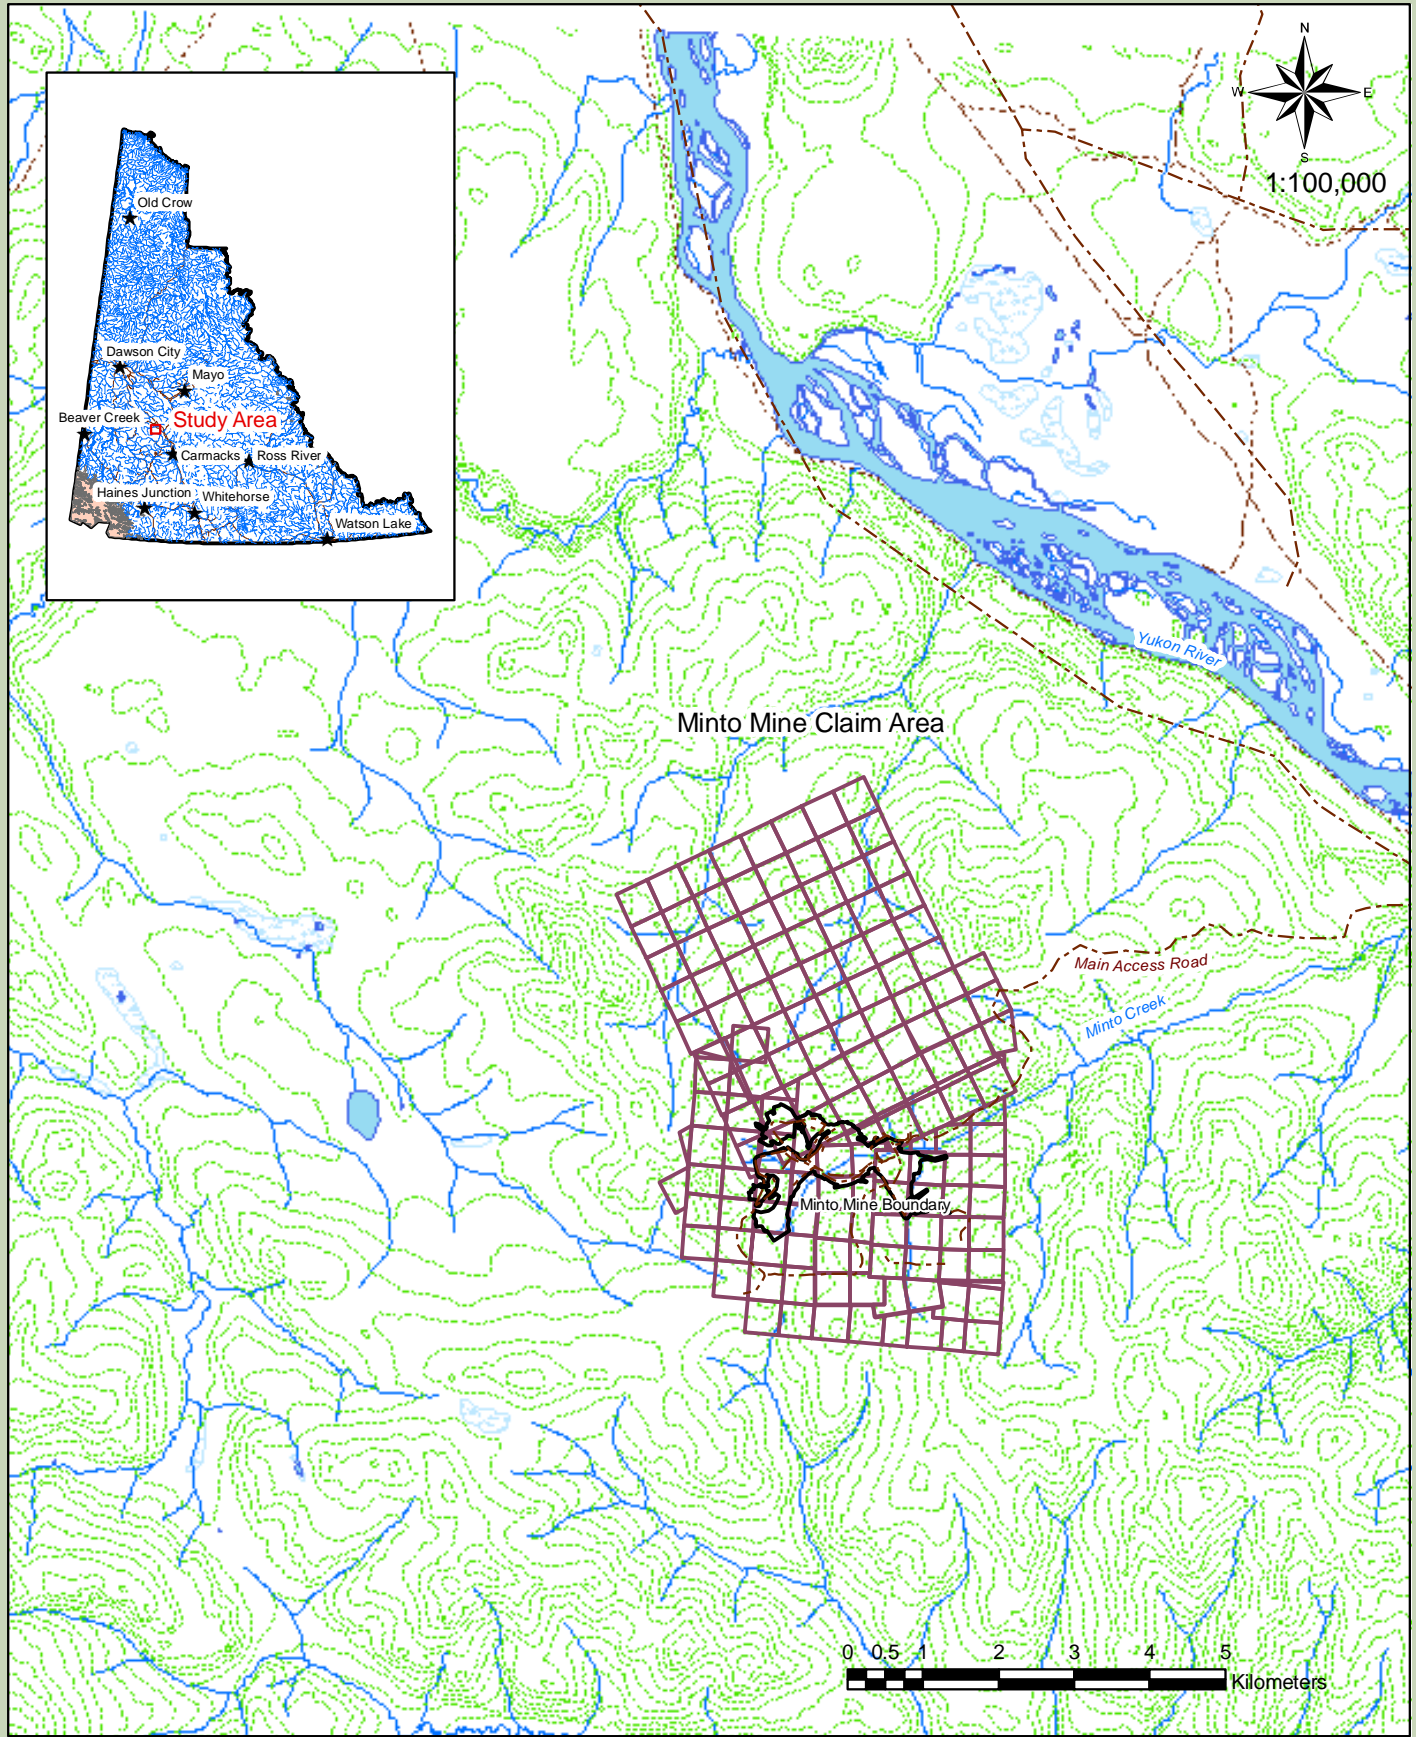 N
W E
S
1:100,000
Old Crow
Dawson City
Mayo
Beaver Creek
Study Area
Carmacks
Ross River
Haines Junction
Whitehorse
Watson Lake
Yukon River
Minto Mine Claim Area
Main Access Road
Minto Creek
Minto Mine Boundary
0 0.5 1 2 3 4 5
Kilometers